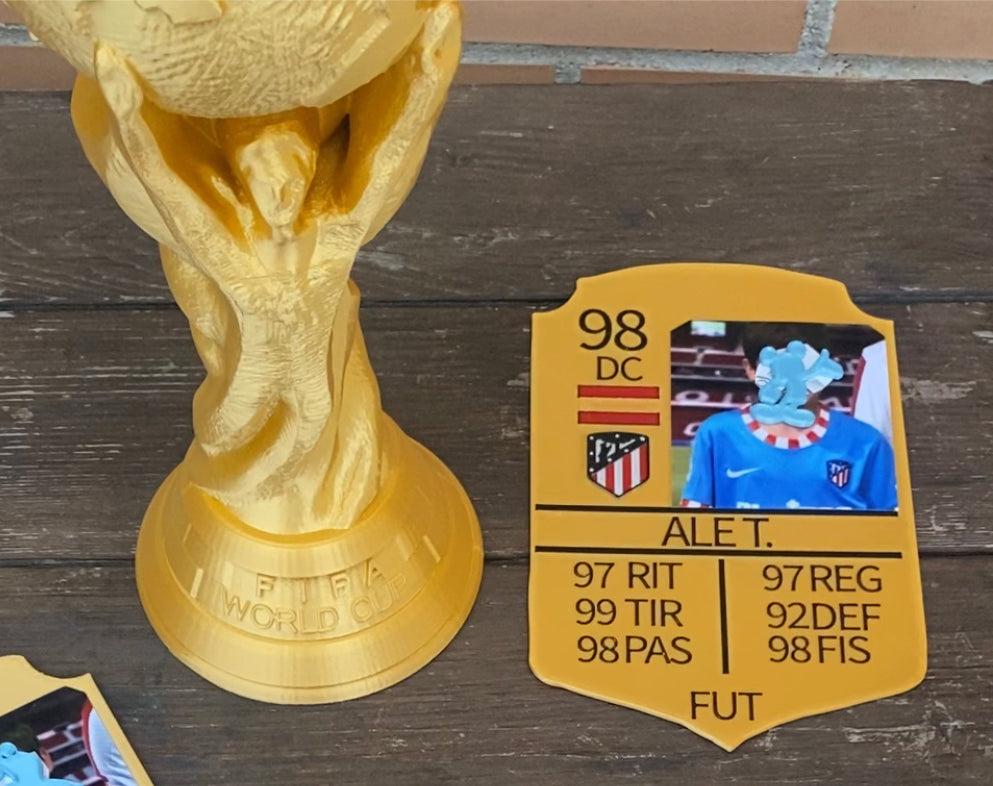 FIFA
WORLD CUP
98
DC
ALE T.
97 RIT
99 TIR
98 PAS
97 REG
92 DEF
98 FIS
FUT